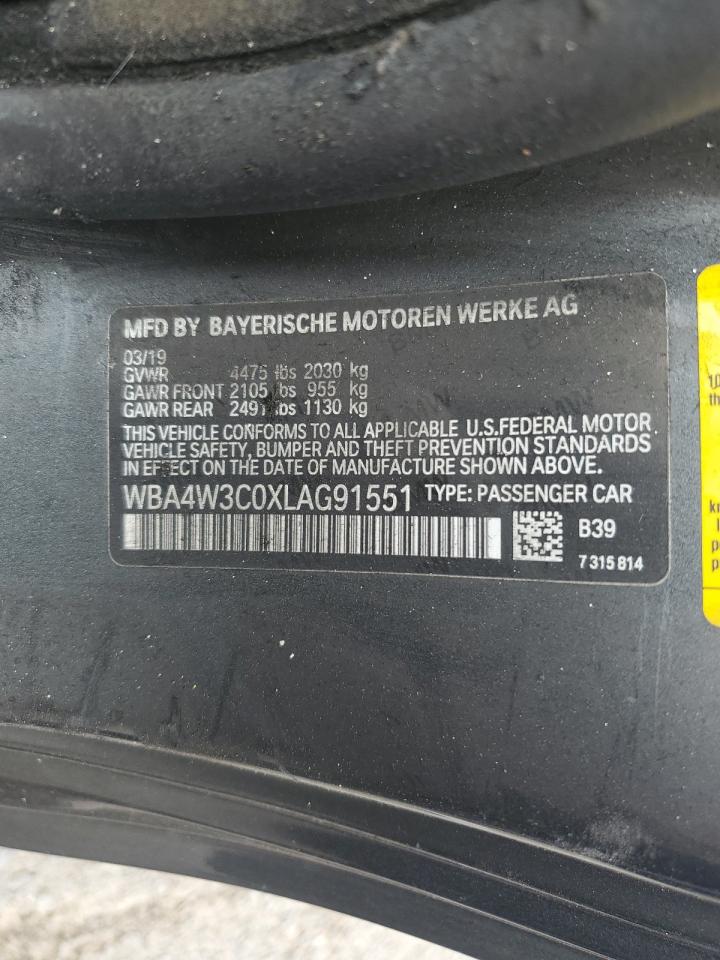 MFD BY BAYERISCHE MOTOREN WERKE AG
03/19
GVWR 4475 lbs 2030 kg
GAWR FRONT 2105 lbs 955 kg
GAWR REAR 2491 lbs 1130 kg
THIS VEHICLE CONFORMS TO ALL APPLICABLE U.S.FEDERAL MOTOR
VEHICLE SAFETY, BUMPER AND THEFT PREVENTION STANDARDS
IN EFFECT ON THE DATE OF MANUFACTURE SHOWN ABOVE.
WBA4W3C0XLAG91551 TYPE: PASSENGER CAR
B39
7 315 814
10
th
k
p
p